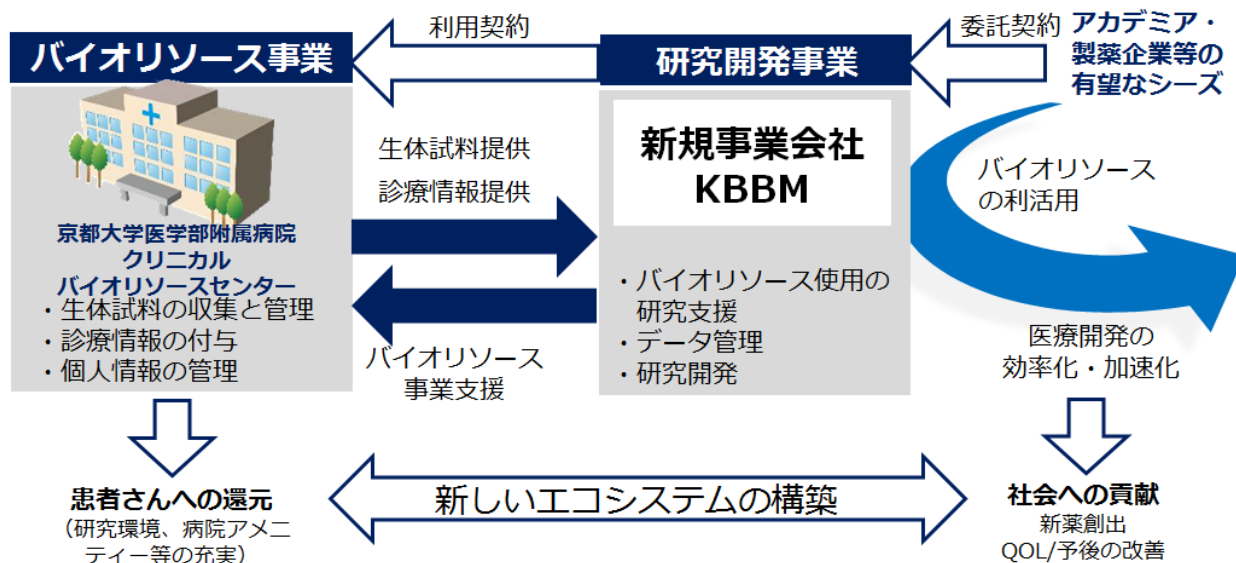 利用契約
委託契約
アカデミア・
製薬企業等の
有望なシーズ
バイオリソース事業
研究開発事業
新規事業会社
KBBM
生体試料提供
診療情報提供
バイオリソース
の利活用
京都大学医学部附属病院
クリニカル
バイオリソースセンター
・生体試料の収集と管理
・診療情報の付与
・個人情報の管理
バイオリソース
事業支援
・バイオリソース使用の
研究支援
・データ管理
・研究開発
医療開発の
効率化・加速化
患者さんへの還元
(研究環境、病院アメニ
ティー等の充実)
新しいエコシステムの構築
社会への貢献
新薬創出
QOL/予後の改善